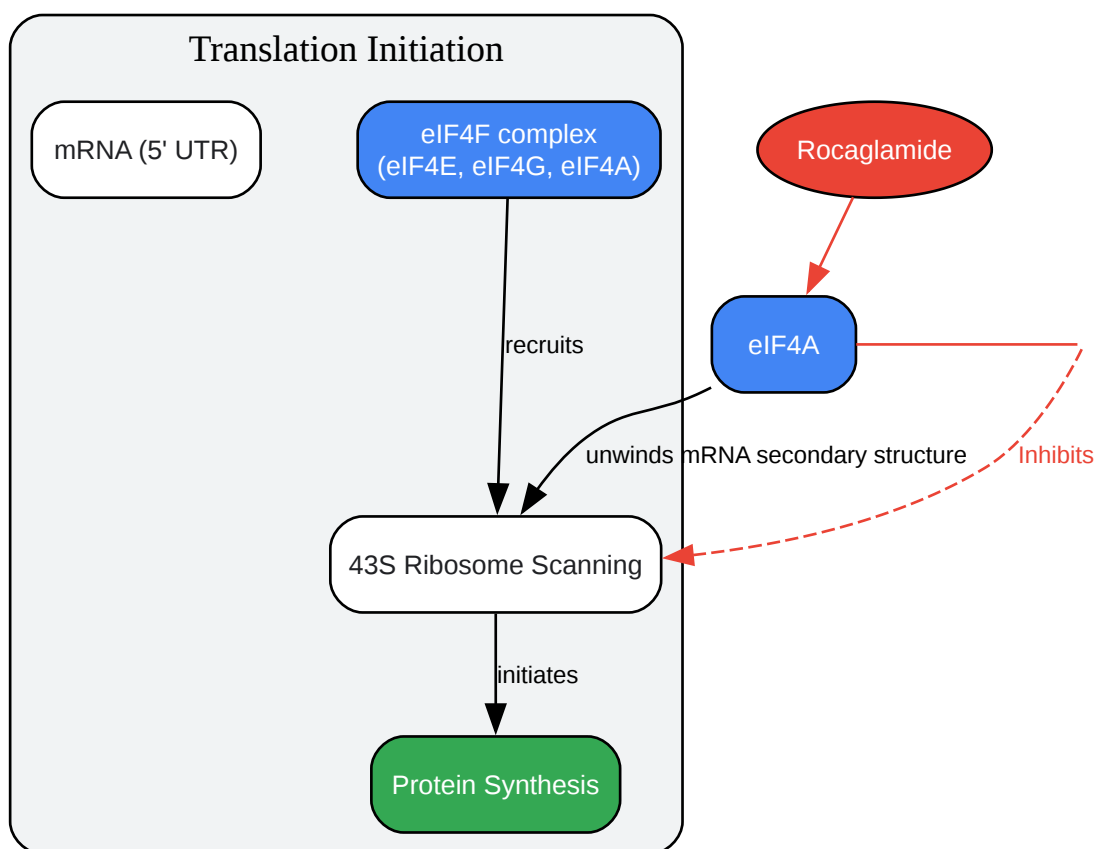 Translation Initiation
mRNA (5' UTR)
eIF4F complex
(eIF4E, eIF4G, eIF4A)
Rocaglamide
recruits
eIF4A
unwinds mRNA secondary structure
Inhibits
43S Ribosome Scanning
initiates
Protein Synthesis